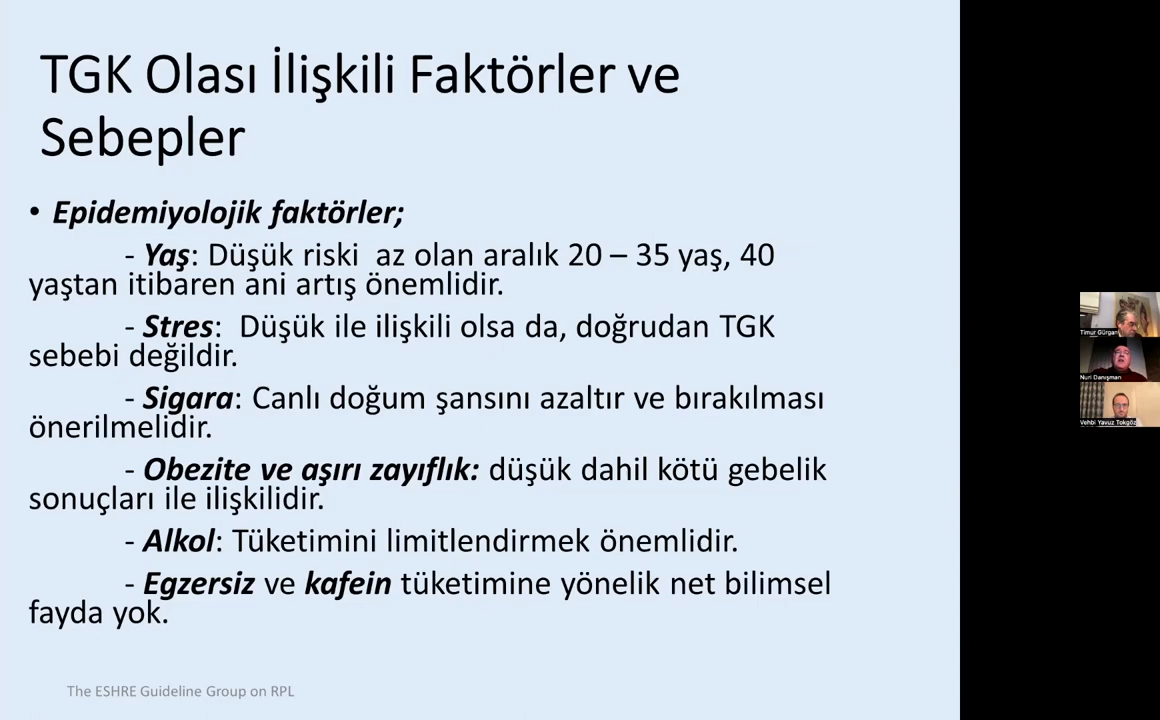 TGK Olası İlişkili Faktörler ve
Sebepler
• Epidemiyolojik faktörler;
- Yaş: Düşük riski  az olan aralık 20 – 35 yaş, 40
yaştan itibaren ani artış önemlidir.
- Stres:  Düşük ile ilişkili olsa da, doğrudan TGK
sebebi değildir.
- Sigara: Canlı doğum şansını azaltır ve bırakılması
önerilmelidir.
- Obezite ve aşırı zayıflık: düşük dahil kötü gebelik
sonuçları ile ilişkilidir.
- Alkol: Tüketimini limitlendirmek önemlidir.
- Egzersiz ve kafein tüketimine yönelik net bilimsel
fayda yok.
The ESHRE Guideline Group on RPL
Timur Gürgan
Nuri Danışman
Vehbi Yavuz Tokgöz